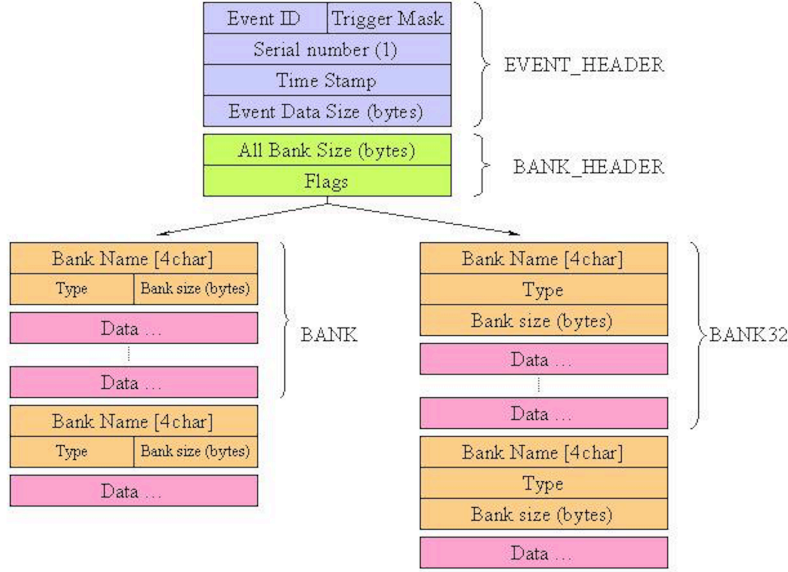 Event ID Trigger Mask
Serial number (1)
Time Stamp
Event Data Size (bytes)
EVENT_HEADER
All Bank Size (bytes)
Flags
BANK_HEADER
Bank Name [4char]
Type Bank size (bytes)
Data ...
Data ...
BANK
Bank Name [4char]
Type Bank size (bytes)
Data ...
Bank Name [4char]
Type
Bank size (bytes)
Data ...
Data ...
BANK32
Bank Name [4char]
Type
Bank size (bytes)
Data ...